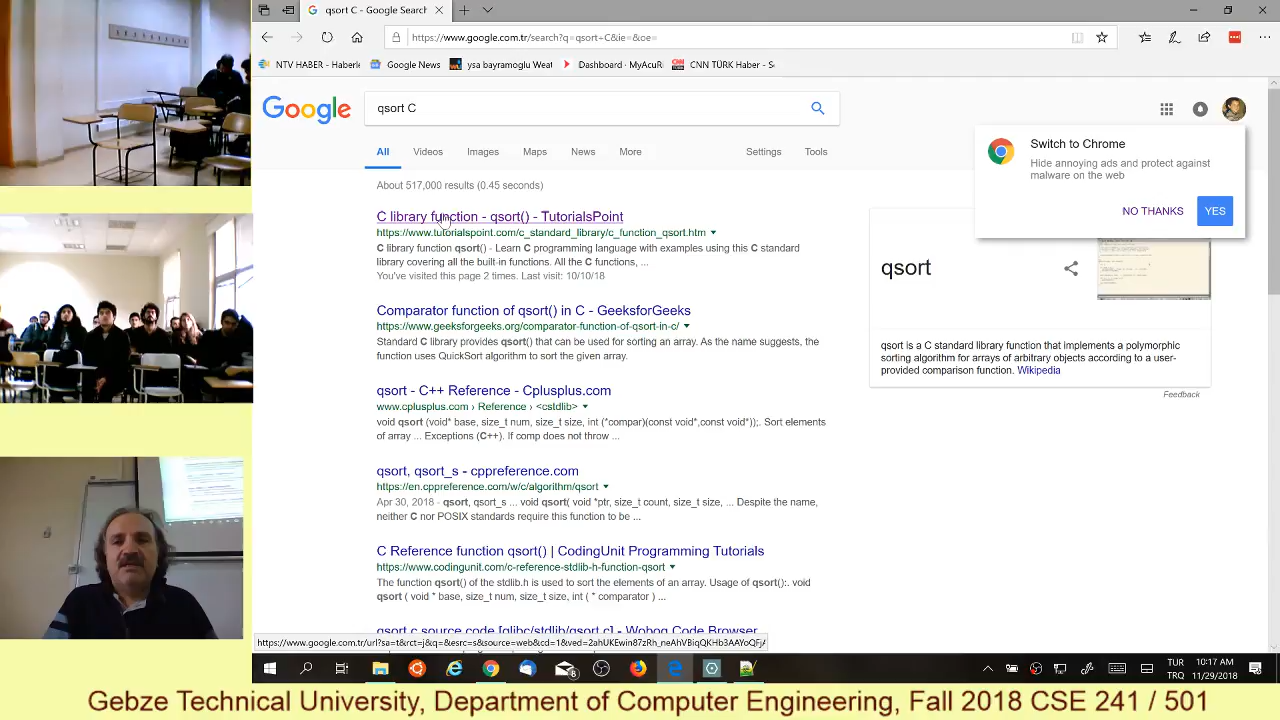 qsort C - Google Search
https://www.google.com.tr/search?q=qsort+C&ie=&oe=
NTV HABER - Haberle
Google News
ysa bayramoglu Weat
Dashboard · MyAcuR
CNN TÜRK Haber - So
Google
qsort C
All Videos Images Maps News More Settings Tools
Switch to Chrome
Hide annoying ads and protect against
malware on the web
NO THANKS YES
About 517,000 results (0.45 seconds)
C library function - qsort() - TutorialsPoint
https://www.tutorialspoint.com/c_standard_library/c_function_qsort.htm
C library function qsort() - Learn C programming language with examples using this C standard
library covering all the built-in functions. All the C functions, ...
You've visited this page 2 times. Last visit: 11/10/18
Comparator function of qsort() in C - GeeksforGeeks
https://www.geeksforgeeks.org/comparator-function-of-qsort-in-c/
Standard C library provides qsort() that can be used for sorting an array. As the name suggests, the
function uses QuickSort algorithm to sort the given array.
qsort - C++ Reference - Cplusplus.com
www.cplusplus.com › Reference › <cstdlib>
void qsort (void* base, size_t num, size_t size, int (*compar)(const void*,const void*));. Sort elements
of array ... Exceptions (C++). If comp does not throw ...
qsort, qsort_s - cppreference.com
https://en.cppreference.com/w/c/algorithm/qsort
Apr 30, 2018 - qsort, qsort_s ... void qsort( void *ptr, size_t count, size_t size, ... Despite the name,
neither C nor POSIX standards require this function to be ...
C Reference function qsort() | CodingUnit Programming Tutorials
https://www.codingunit.com/c-reference-stdlib-h-function-qsort
The function qsort() of the stdlib.h is used to sort the elements of an array. Usage of qsort():. void
qsort ( void * base, size_t num, size_t size, int ( * comparator ) ...
qsort.c source code [glibc/stdlib/qsort.c] - Woboq Code Browser
qsort
qsort is a C standard library function that implements a polymorphic
sorting algorithm for arrays of arbitrary objects according to a user-
provided comparison function. Wikipedia
Feedback
TUR
TRQ
10:17 AM
11/29/2018
Gebze Technical University, Department of Computer Engineering, Fall 2018 CSE 241 / 501